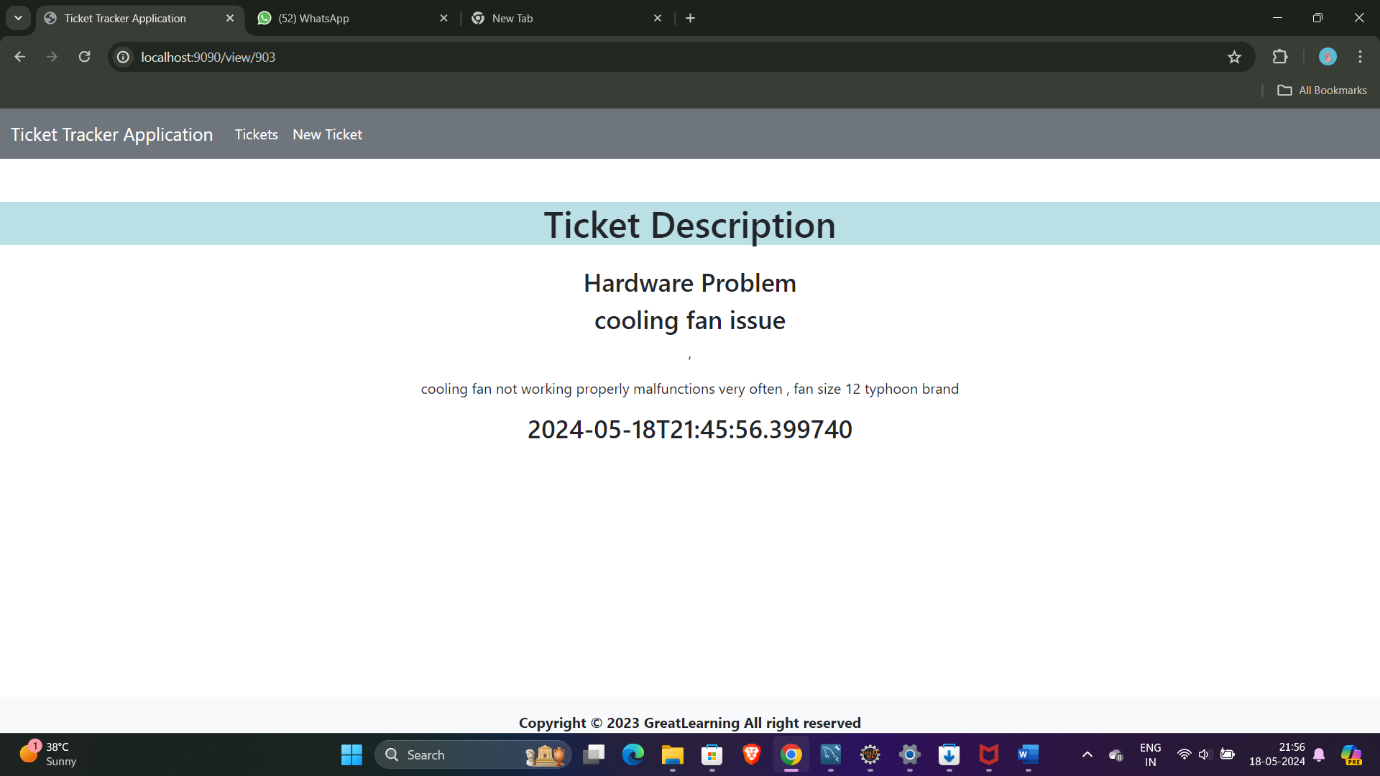 Ticket Tracker Application
(52) WhatsApp
New Tab
localhost:9090/view/903
All Bookmarks
Ticket Tracker Application Tickets New Ticket
Ticket Description
Hardware Problem
cooling fan issue
,
cooling fan not working properly malfunctions very often , fan size 12 typhoon brand
2024-05-18T21:45:56.399740
Copyright © 2023 GreatLearning All right reserved
1
38°C
Sunny
Search
W
ENG
IN
21:56
18-05-2024
PRE